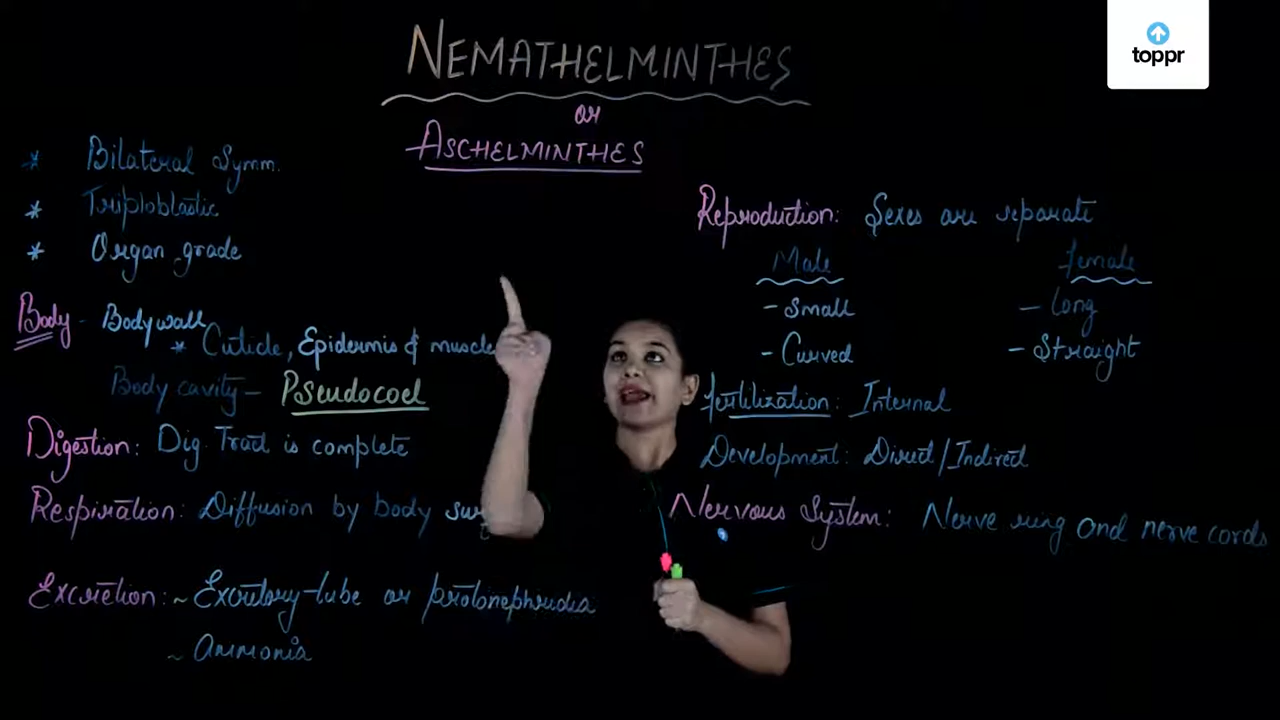 NEMATHELMINTHES
or
ASCHELMINTHES
toppr
* Bilateral Symm.
* Triploblastic
* Organ grade
Body - Bodywall
* Cuticle, Epidermis & muscle
Body cavity - Pseudocoel
Digestion: Dig. Tract is complete
Respiration: Diffusion by body sur
Excretion: ~ Excretory-tube or protonephridia
~ Ammonia
Reproduction: Sexes are separate
Male Female
- Small - Long
- Curved - Straight
Fertilization: Internal
Development: Direct/Indirect
Nervous System: Nerve ring and nerve cords